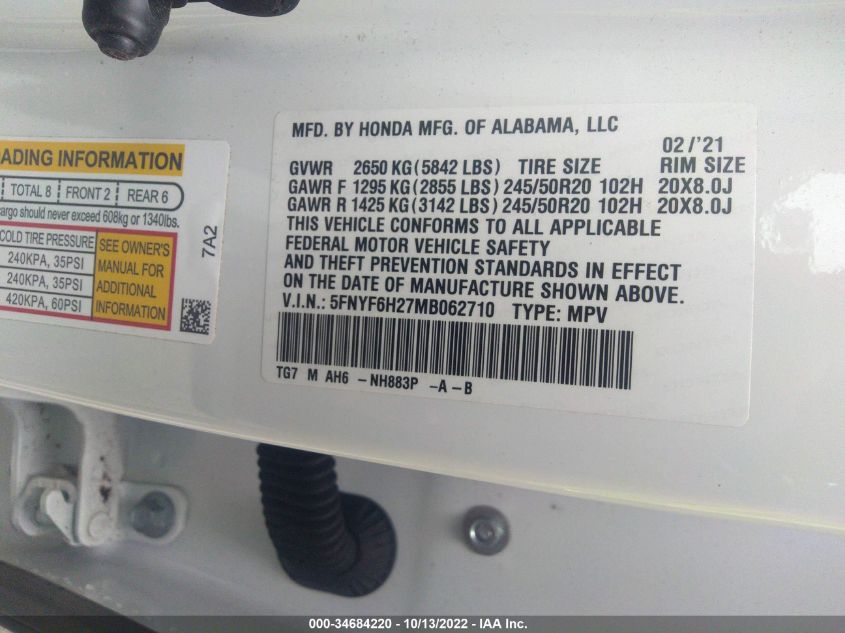 MFD. BY HONDA MFG. OF ALABAMA, LLC
02/'21
GVWR 2650 KG (5842 LBS) TIRE SIZE RIM SIZE
GAWR F 1295 KG (2855 LBS) 245/50R20 102H 20X8.0J
GAWR R 1425 KG (3142 LBS) 245/50R20 102H 20X8.0J
THIS VEHICLE CONFORMS TO ALL APPLICABLE
FEDERAL MOTOR VEHICLE SAFETY
AND THEFT PREVENTION STANDARDS IN EFFECT
ON THE DATE OF MANUFACTURE SHOWN ABOVE.
V.I.N.: 5FNYF6H27MB062710 TYPE: MPV
TG7 M AH6 - NH883P - A - B
INFORMATION
TOTAL 8 FRONT 2 REAR 6
should never exceed 608kg or 1340lbs.
COLD TIRE PRESSURE
240KPA, 35PSI
240KPA, 35PSI
420KPA, 60PSI
SEE OWNER'S
MANUAL FOR
ADDITIONAL
INFORMATION
7A2
000-34684220 - 10/13/2022 - IAA Inc.